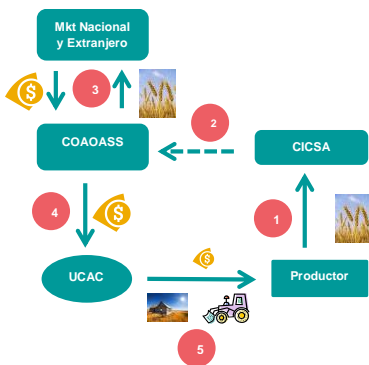 Mkt Nacional
y Extranjero
$
3
COAOASS
2
CICSA
4
$
1
UCAC
$
Productor
5